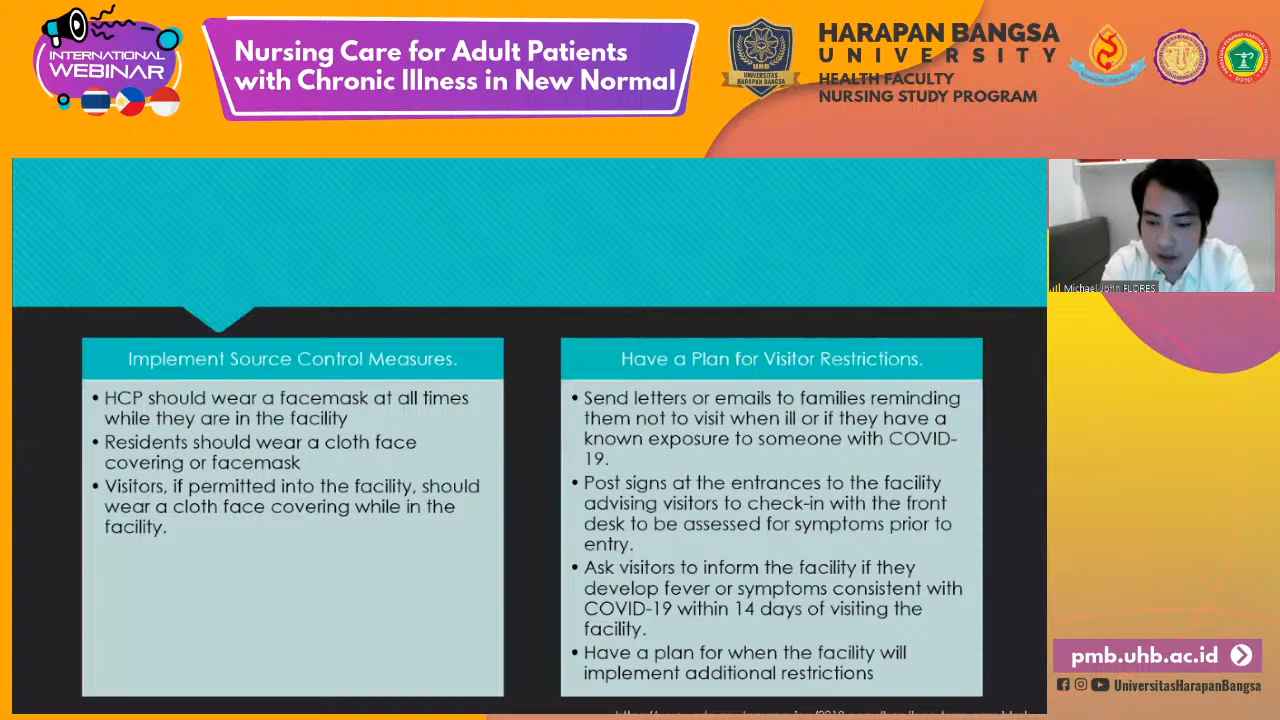 INTERNATIONAL
WEBINAR
Nursing Care for Adult Patients
with Chronic Illness in New Normal
UHB
UNIVERSITAS
HARAPAN BANGSA
HARAPAN BANGSA
UNIVERSITY
HEALTH FACULTY
NURSING STUDY PROGRAM
PPNI
Michael John FLORES
Implement Source Control Measures.
• HCP should wear a facemask at all times
while they are in the facility
• Residents should wear a cloth face
covering or facemask
• Visitors, if permitted into the facility, should
wear a cloth face covering while in the
facility.
Have a Plan for Visitor Restrictions.
• Send letters or emails to families reminding
them not to visit when ill or if they have a
known exposure to someone with COVID-
19.
• Post signs at the entrances to the facility
advising visitors to check-in with the front
desk to be assessed for symptoms prior to
entry.
• Ask visitors to inform the facility if they
develop fever or symptoms consistent with
COVID-19 within 14 days of visiting the
facility.
• Have a plan for when the facility will
implement additional restrictions
pmb.uhb.ac.id
UniversitasHarapanBangsa